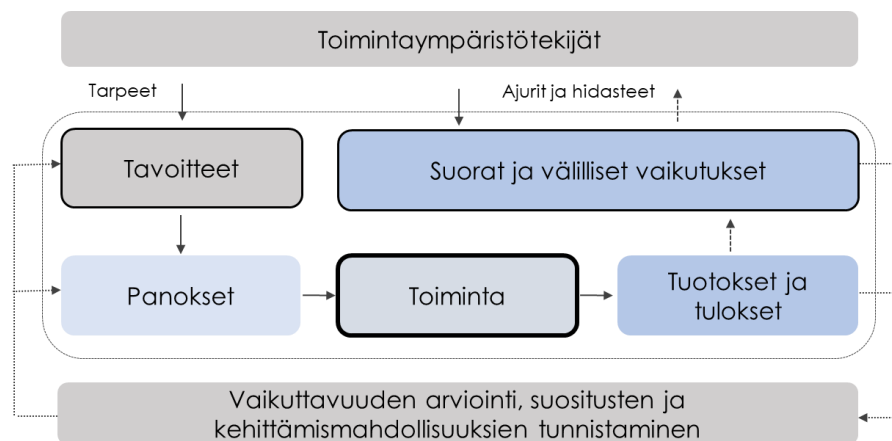 Toimintaympäristötekijät
Tarpeet
Ajurit ja hidasteet
Tavoitteet
Suorat ja välilliset vaikutukset
Panokset
Toiminta
Tuotokset ja
tulokset
Vaikuttavuuden arviointi, suositusten ja
kehittämismahdollisuuksien tunnistaminen